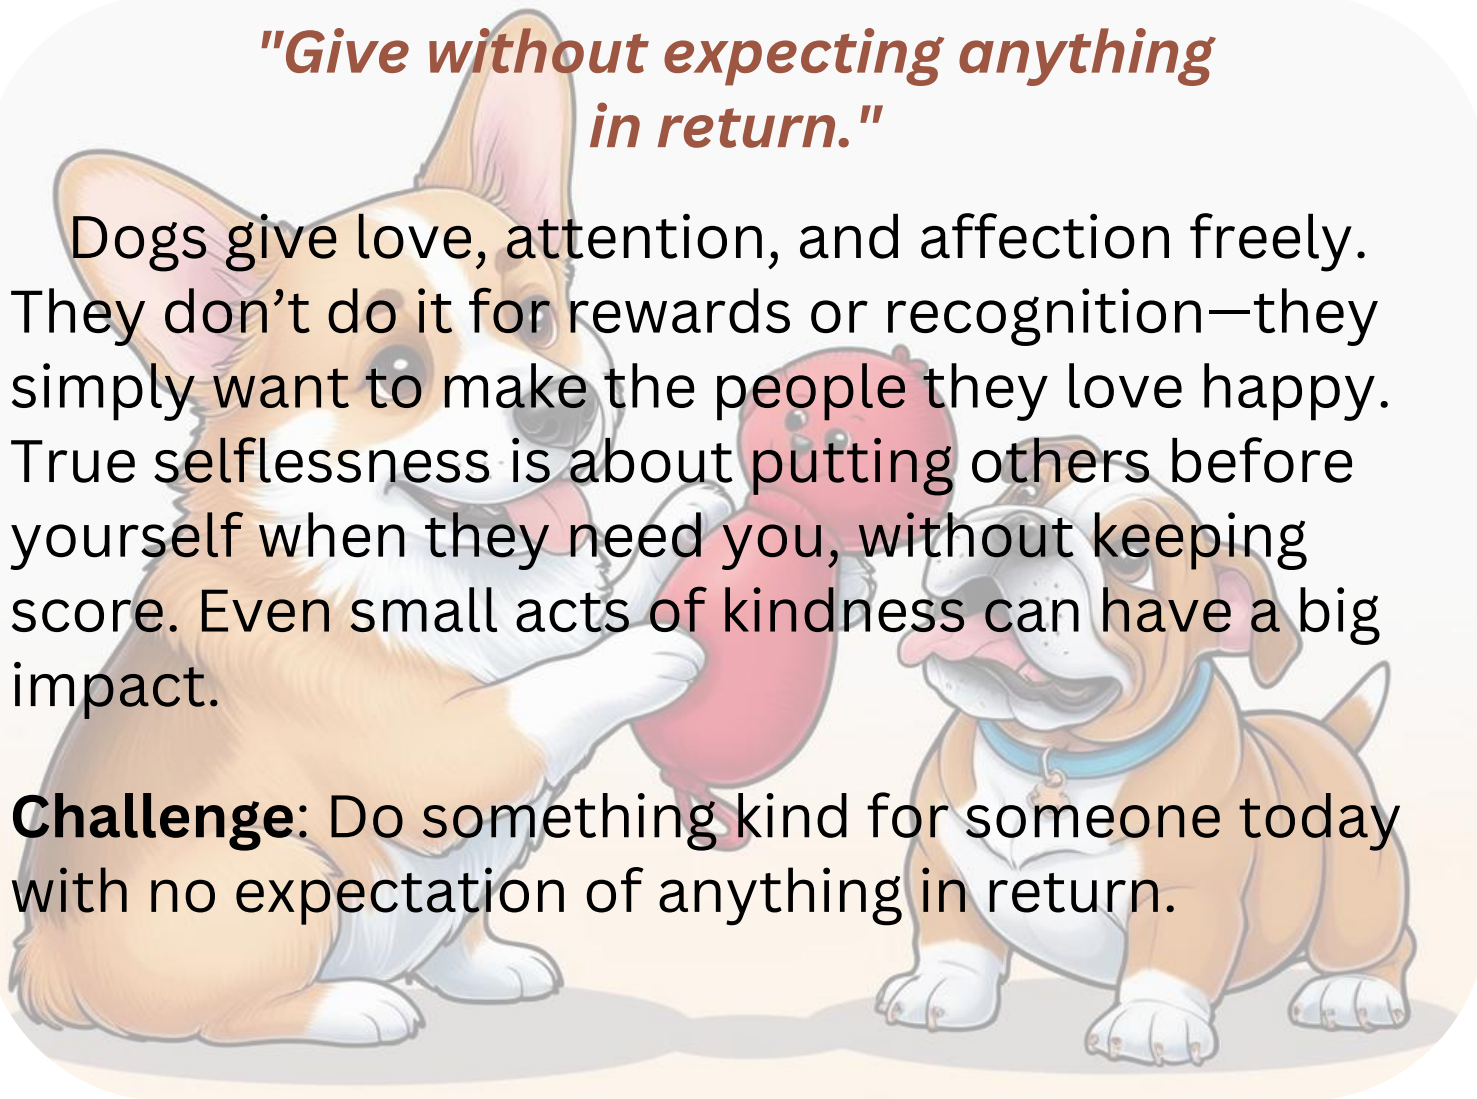 "Give without expecting anything
in return."
Dogs give love, attention, and affection freely.
They don’t do it for rewards or recognition—they
simply want to make the people they love happy.
True selflessness is about putting others before
yourself when they need you, without keeping
score. Even small acts of kindness can have a big
impact.
Challenge: Do something kind for someone today
with no expectation of anything in return.